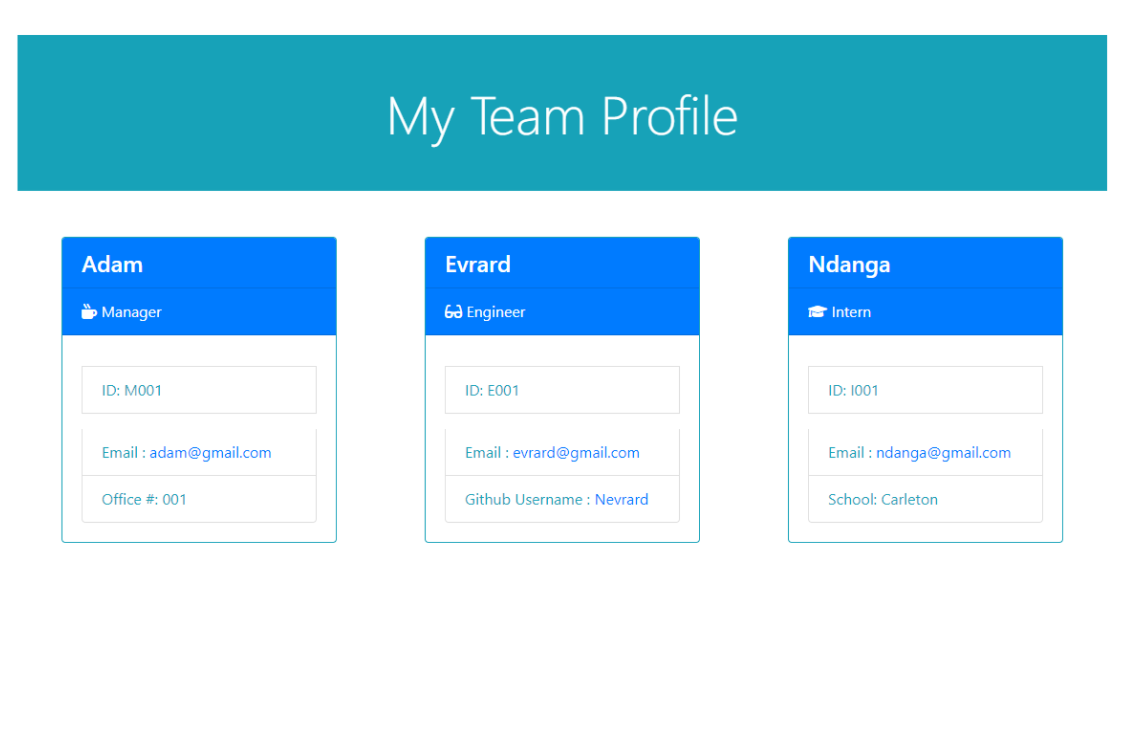 My Team Profile
Adam
Manager
ID: M001
Email : adam@gmail.com
Office #: 001
Evrard
Engineer
ID: E001
Email : evrard@gmail.com
Github Username : Nevrard
Ndanga
Intern
ID: I001
Email : ndanga@gmail.com
School: Carleton